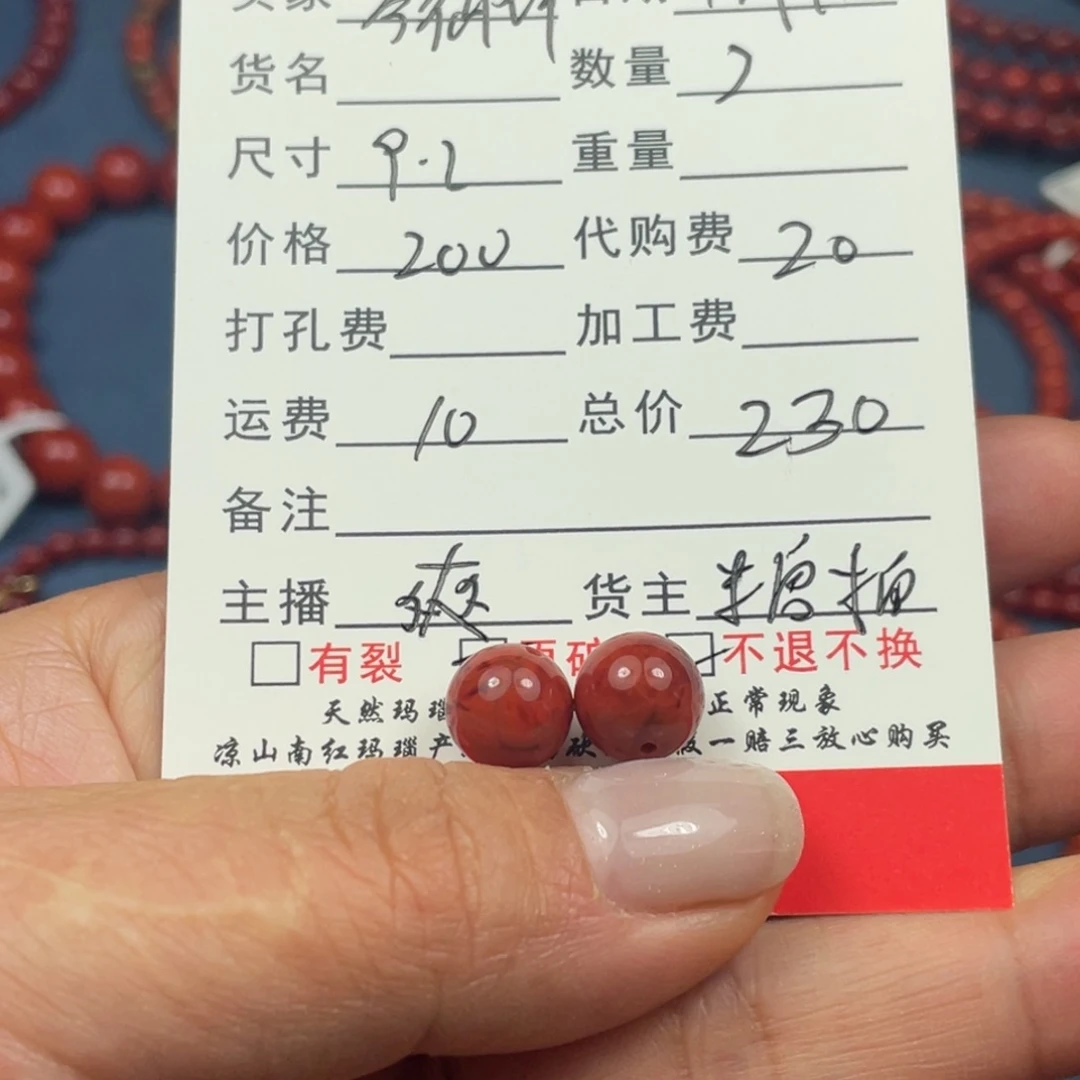 货名 数量 2
尺寸 9.2
重量
价格 200 代购费 20
打孔费 加工费
运费 10 总价 230
备注
主播 爽 货主
有裂 不退不换
天然玛瑙 正常现象
凉山南红玛瑙产 一赔三放心购买